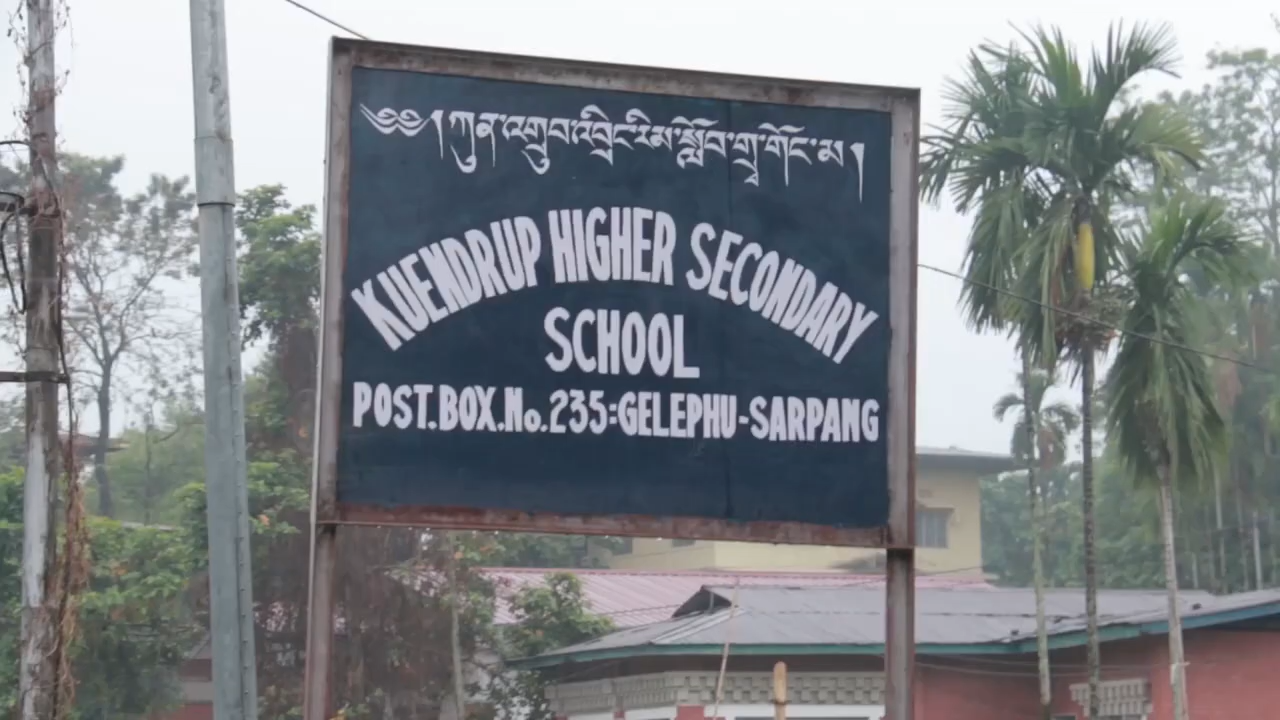 ༄༅། ཀུན་འགྲུབ་འབྲིང་རིམ་སློབ་གྲྭ་གོང་མ །
KUENDRUP HIGHER SECONDARY
SCHOOL
POST.BOX.No.235:GELEPHU-SARPANG